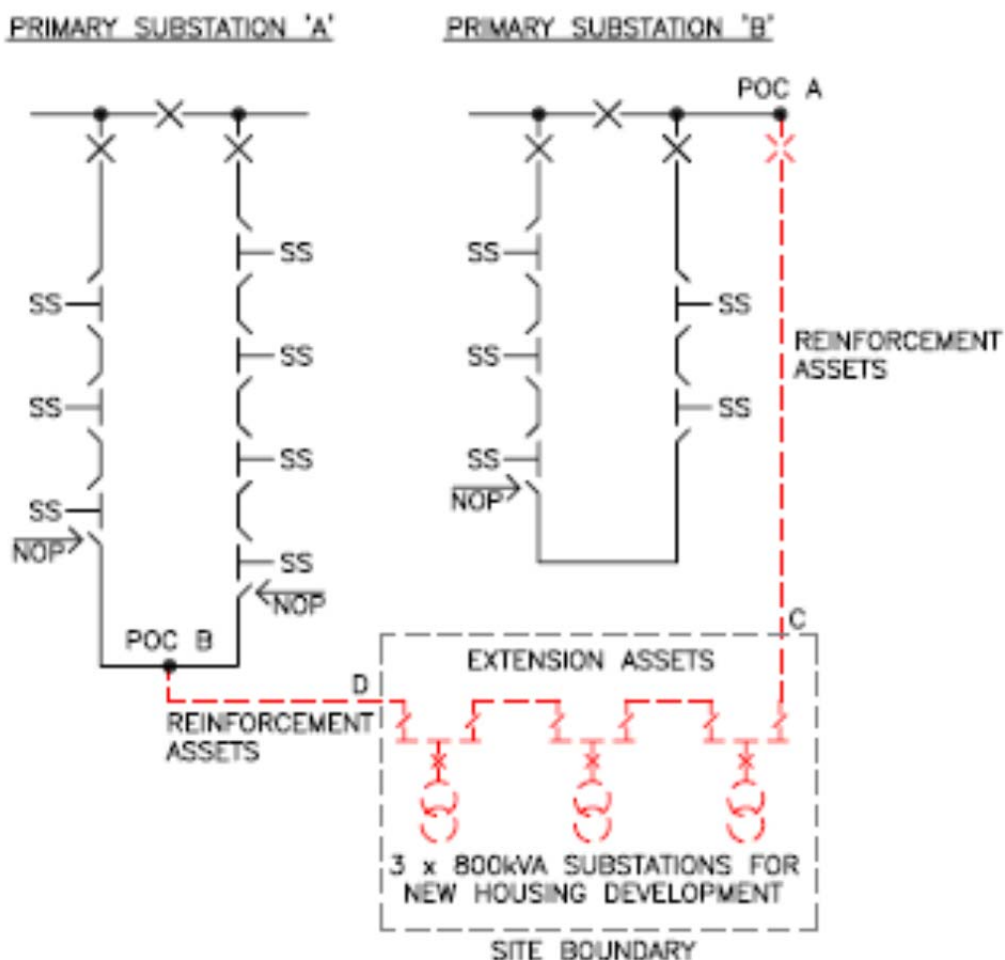 PRIMARY SUBSTATION 'A'
PRIMARY SUBSTATION 'B'
POC A
SS
SS
SS
SS
SS
SS
SS
NOP
NOP
SS
SS
SS
SS
SS
NOP
REINFORCEMENT
ASSETS
POC B
C
D
EXTENSION ASSETS
REINFORCEMENT
ASSETS
3 x 800kVA SUBSTATIONS FOR
NEW HOUSING DEVELOPMENT
SITE BOUNDARY